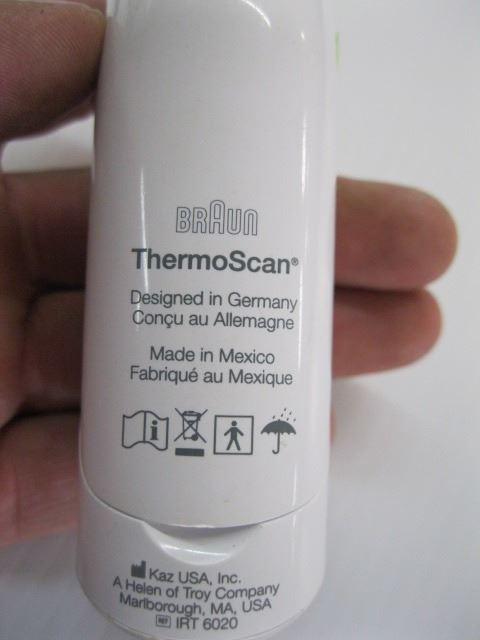 BRAUN
ThermoScan®
Designed in Germany
Conçu au Allemagne
Made in Mexico
Fabriqué au Mexique
i
Kaz USA, Inc.
A Helen of Troy Company
Marlborough, MA, USA
REF IRT 6020